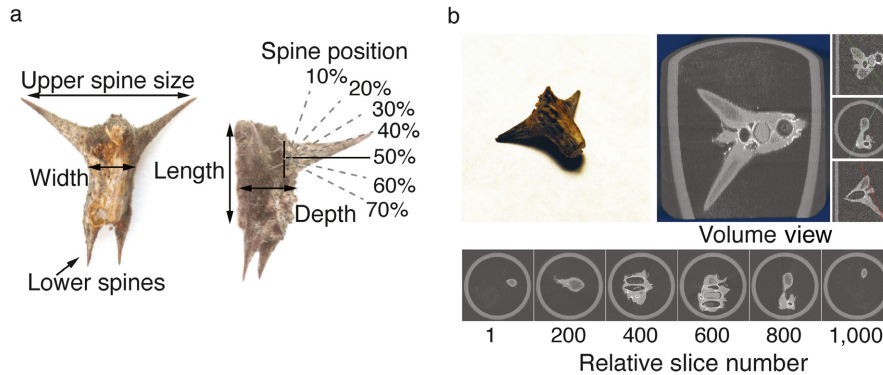 a
Upper spine size
Width
Lower spines
Spine position
10%
20%
30%
40%
50%
60%
70%
Length
Depth
b
Volume view
1 200 400 600 800 1,000
Relative slice number